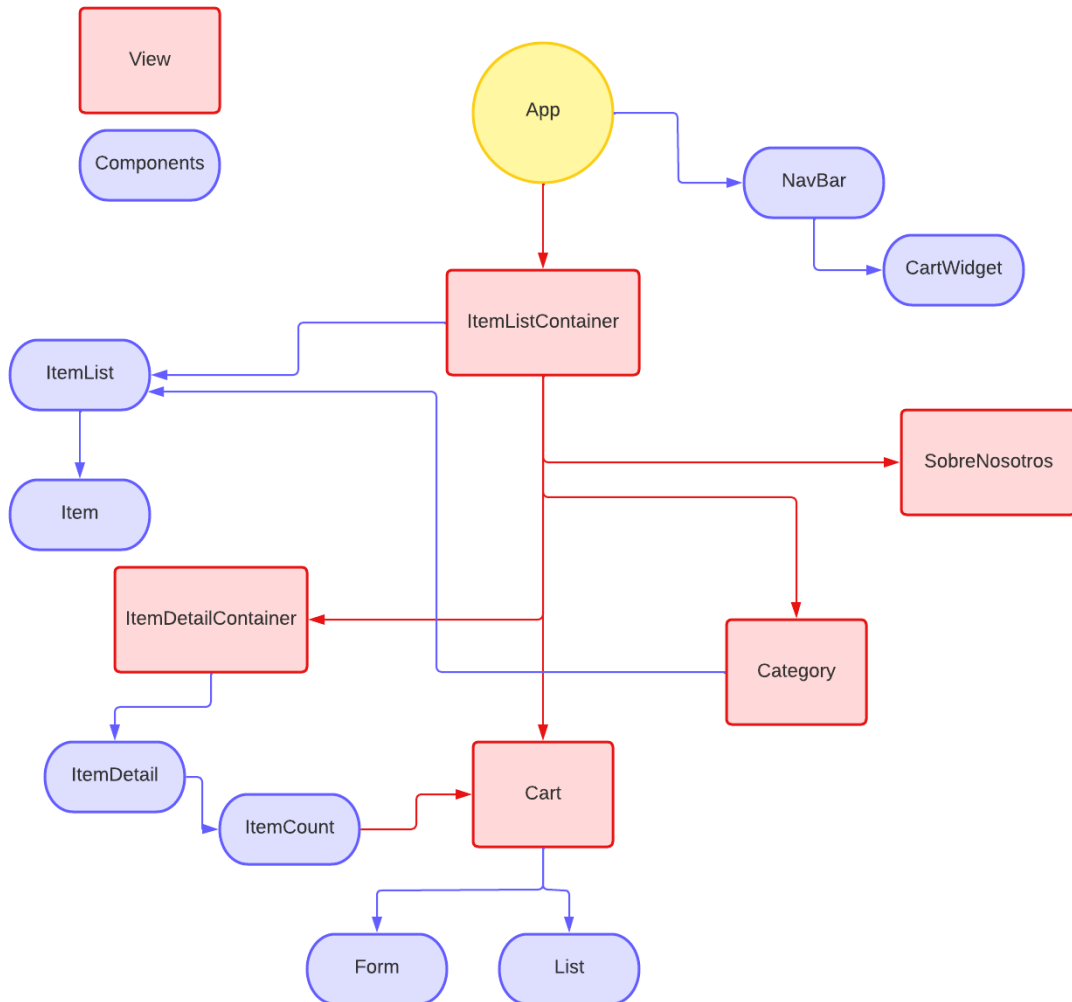 View
App
Components
NavBar
CartWidget
ItemListContainer
ItemList
SobreNosotros
Item
ItemDetailContainer
Category
ItemDetail
Cart
ItemCount
Form
List